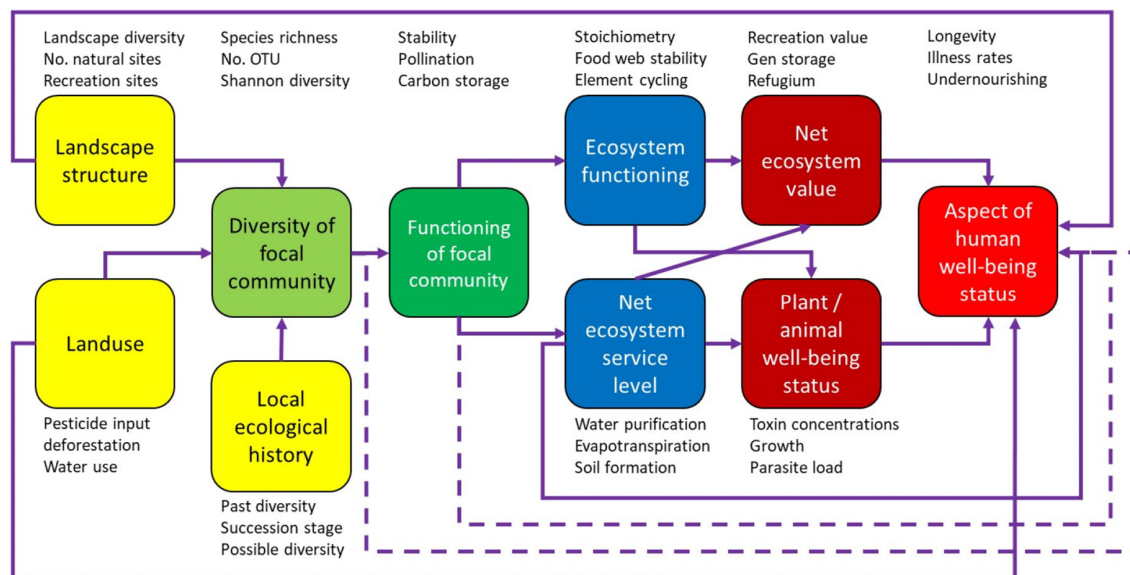 Landscape diversity
No. natural sites
Recreation sites
Species richness
No. OTU
Shannon diversity
Stability
Pollination
Carbon storage
Stoichiometry
Food web stability
Element cycling
Recreation value
Gen storage
Refugium
Longevity
Illness rates
Undernourishing
Landscape
structure
Ecosystem
functioning
Net
ecosystem
value
Diversity of
focal
community
Functioning
of focal
community
Aspect of
human
well-being
status
Landuse
Net
ecosystem
service
level
Plant /
animal
well-being
status
Local
ecological
history
Pesticide input
deforestation
Water use
Water purification
Evapotranspiration
Soil formation
Toxin concentrations
Growth
Parasite load
Past diversity
Succession stage
Possible diversity